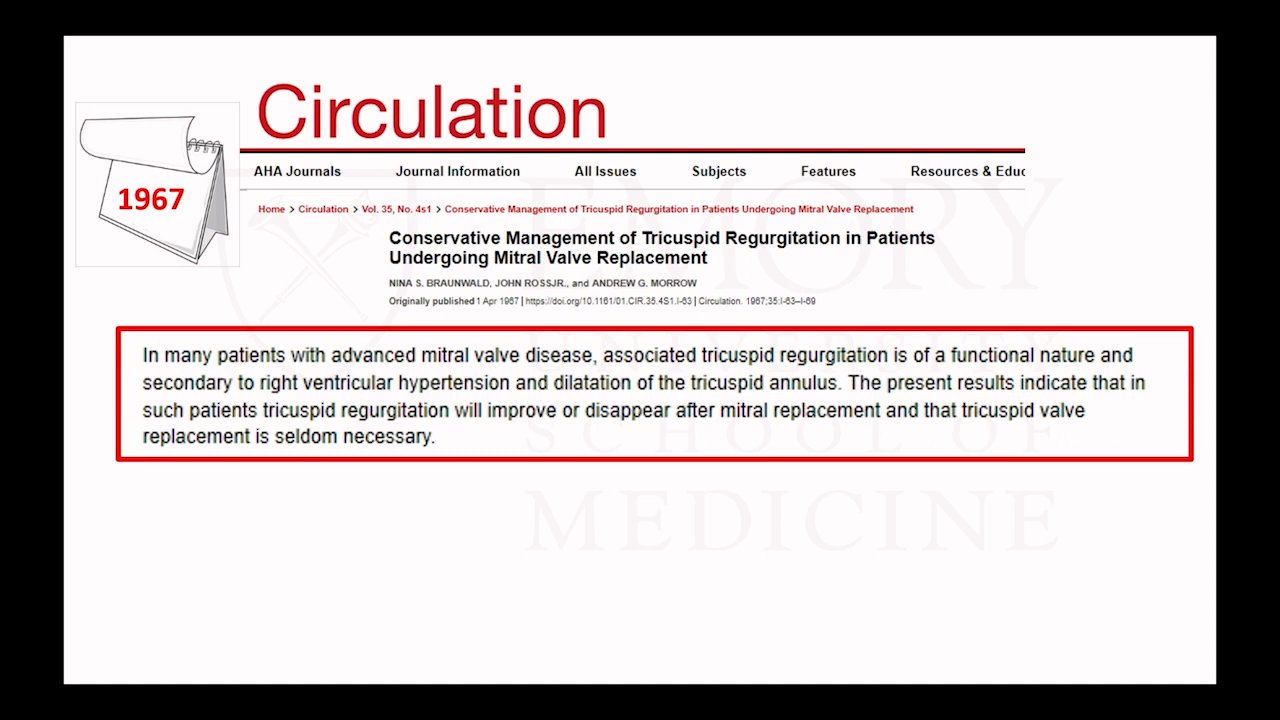 Circulation
1967
AHA Journals Journal Information All Issues Subjects Features Resources & Educ
Home > Circulation > Vol. 35, No. 4s1 > Conservative Management of Tricuspid Regurgitation in Patients Undergoing Mitral Valve Replacement
Conservative Management of Tricuspid Regurgitation in Patients
Undergoing Mitral Valve Replacement
NINA S. BRAUNWALD, JOHN ROSSJR., and ANDREW G. MORROW
Originally published 1 Apr 1967 | https://doi.org/10.1161/01.CIR.35.4S1.I-63 | Circulation. 1967;35:I-63–I-69
In many patients with advanced mitral valve disease, associated tricuspid regurgitation is of a functional nature and
secondary to right ventricular hypertension and dilatation of the tricuspid annulus. The present results indicate that in
such patients tricuspid regurgitation will improve or disappear after mitral replacement and that tricuspid valve
replacement is seldom necessary.
EMORY
UNIVERSITY
SCHOOL OF
MEDICINE